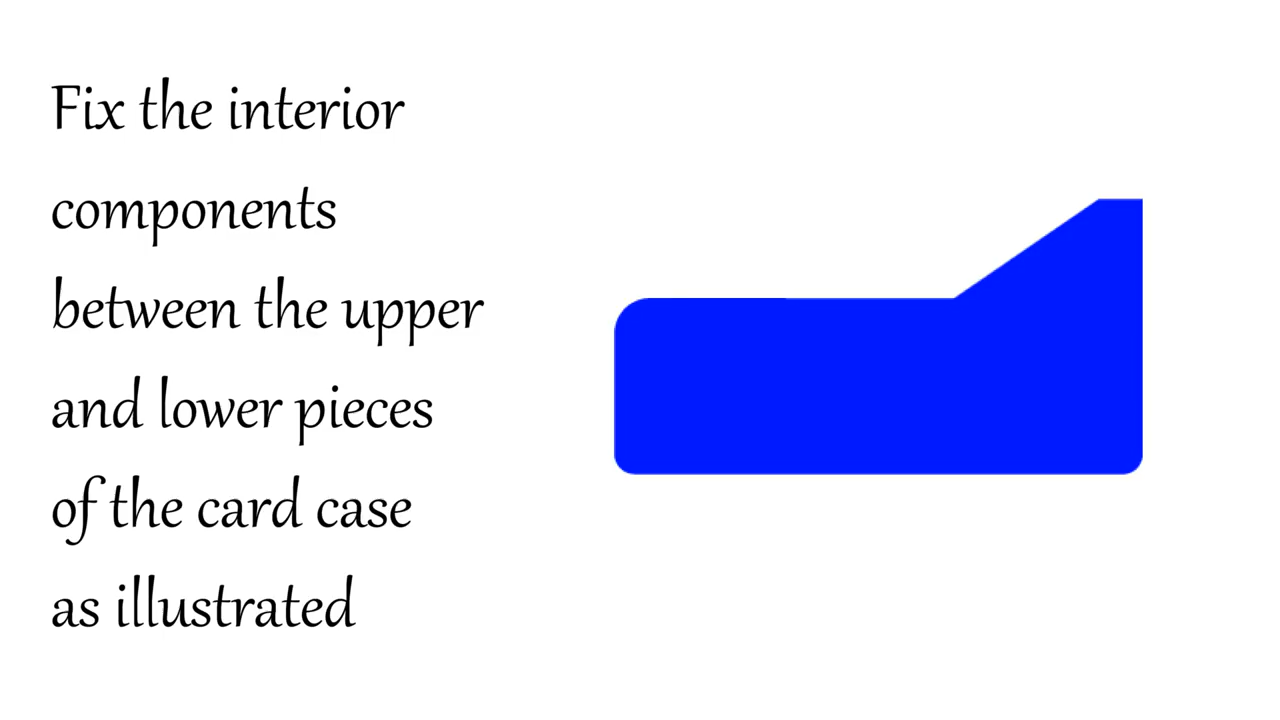 Fix the interior
components
between the upper
and lower pieces
of the card case
as illustrated